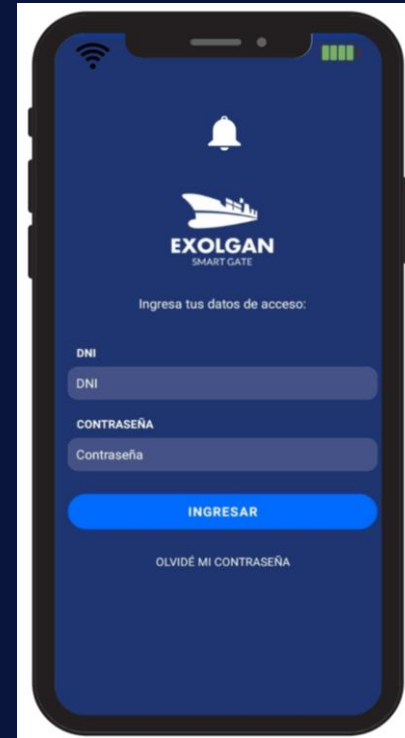 EXOLGAN
SMART GATE
Ingresa tus datos de acceso:
DNI
DNI
CONTRASEÑA
Contraseña
INGRESAR
OLVIDÉ MI CONTRASEÑA